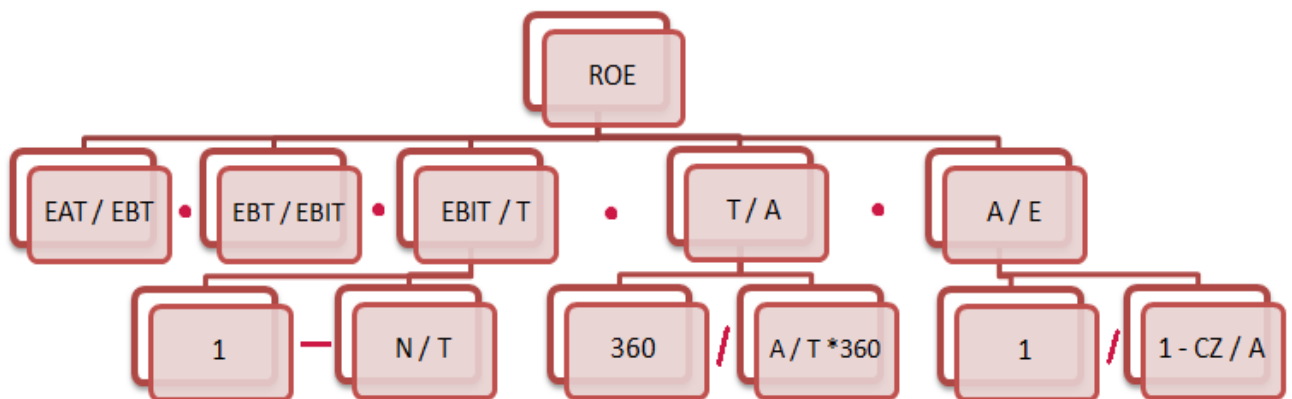 ROE
EAT / EBT • EBT / EBIT • EBIT / T • T / A • A / E
1 — N / T 360 / A / T *360 1 / 1 - CZ / A